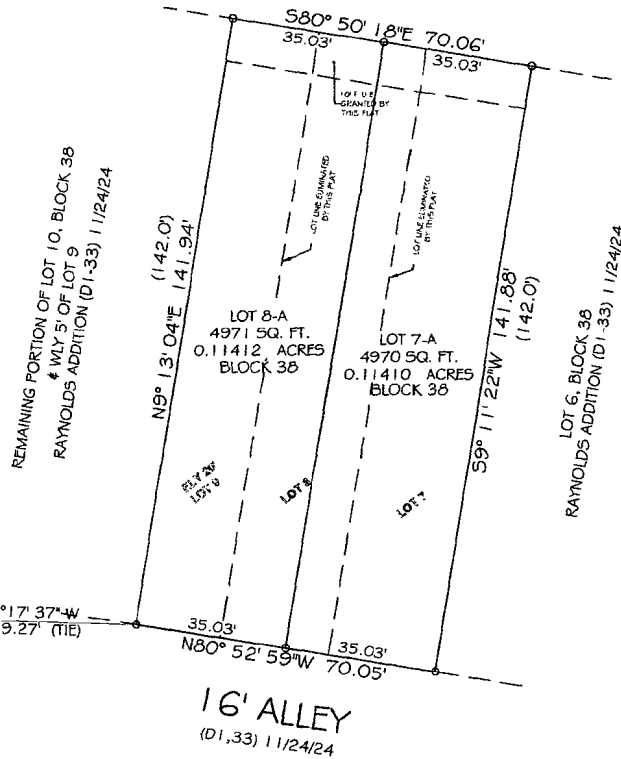 S80° 50' 18"E 70.06'
35.03'
35.03'
10' P.U.E.
GRANTED BY
THIS PLAT
LOT LINE ELIMINATED
BY THIS PLAT
LOT LINE ELIMINATED
BY THIS PLAT
REMAINING PORTION OF LOT 10, BLOCK 38
& WLY 5' OF LOT 9
RAYNOLDS ADDITION (D1-33) 11/24/24
(142.0')
N9° 13' 04"E 141.94'
LOT 8-A
4971 SQ. FT.
0.11412 ACRES
BLOCK 38
LOT 7-A
4970 SQ. FT.
0.11410 ACRES
BLOCK 38
S9° 11' 22"W 141.88'
(142.0')
LOT 6, BLOCK 38
RAYNOLDS ADDITION (D1-33) 11/24/24
ELY 20'
LOT 9
LOT 8
LOT 7
°17' 37"W
9.27' (TIE)
35.03'
35.03'
N80° 52' 59"W 70.05'
16' ALLEY
(D1,33) 11/24/24